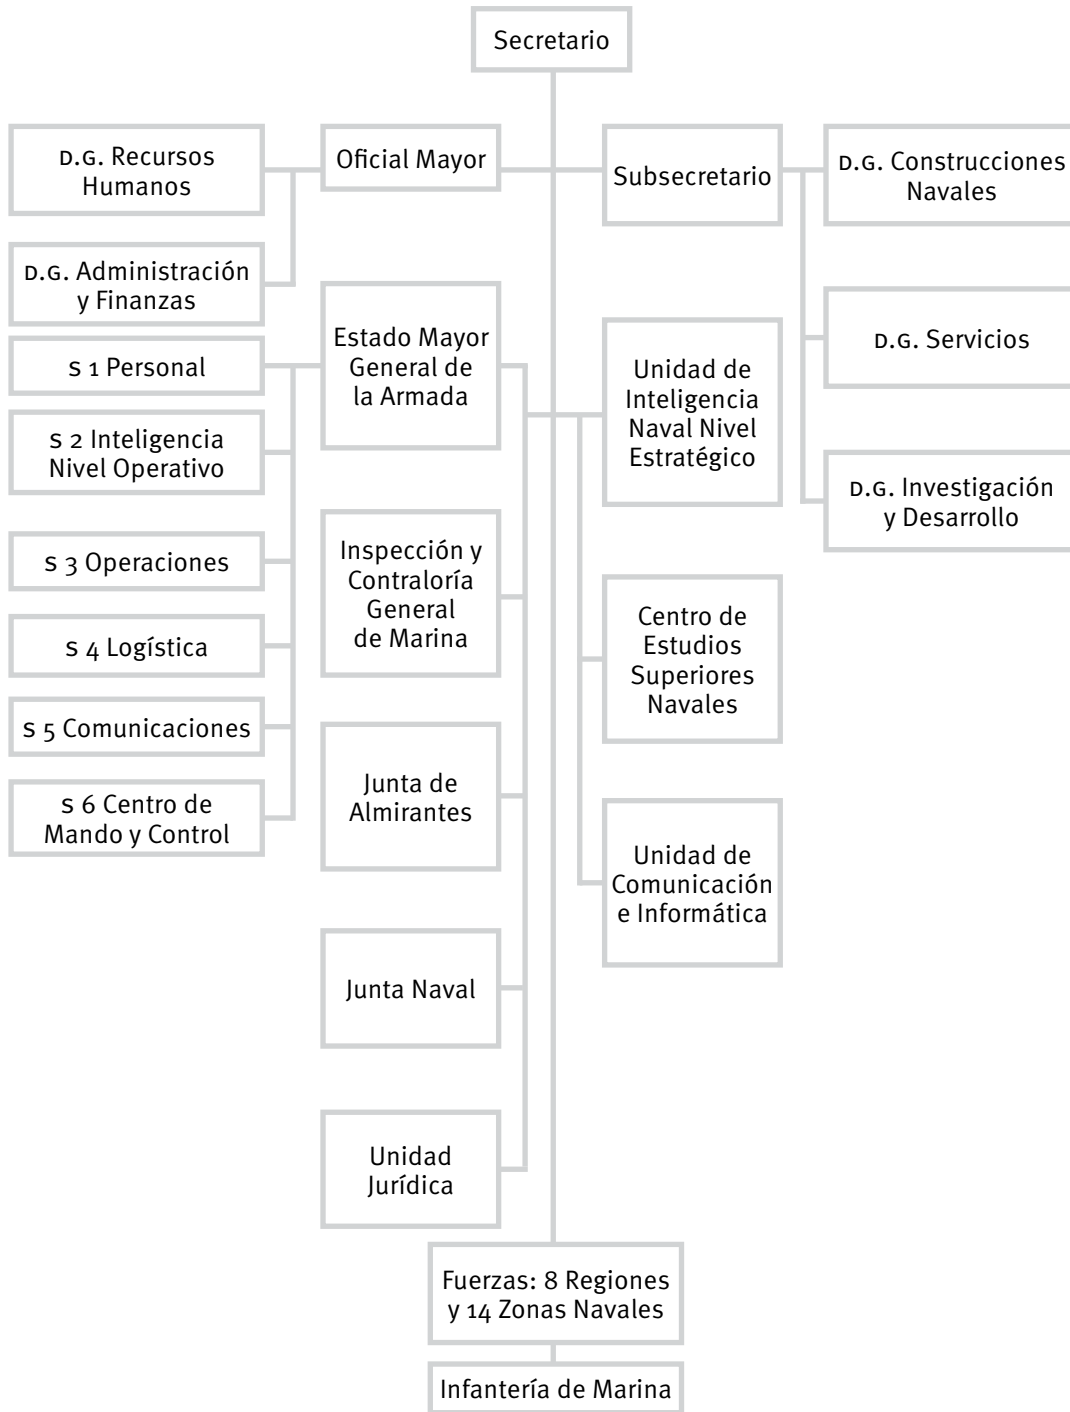 Secretario
D.G. Recursos
Humanos
Oficial Mayor
Subsecretario
D.G. Construcciones
Navales
D.G. Administración
y Finanzas
Estado Mayor
General de
la Armada
Unidad de
Inteligencia
Naval Nivel
Estratégico
D.G. Servicios
S 1 Personal
S 2 Inteligencia
Nivel Operativo
D.G. Investigación
y Desarrollo
S 3 Operaciones
Inspección y
Contraloría
General
de Marina
Centro de
Estudios
Superiores
Navales
S 4 Logística
S 5 Comunicaciones
S 6 Centro de
Mando y Control
Junta de
Almirantes
Unidad de
Comunicación
e Informática
Junta Naval
Unidad
Jurídica
Fuerzas: 8 Regiones
y 14 Zonas Navales
Infantería de Marina